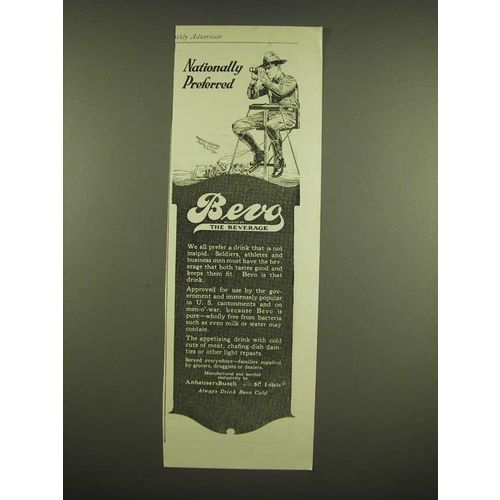 thly Advertiser
Nationally
Preferred
Bevo
THE BEVERAGE
We all prefer a drink that is not
insipid. Soldiers, athletes and
business men must have the bev-
erage that both tastes good and
keeps them fit. Bevo is that
drink.
Approved for use by the gov-
ernment and immensely popular
in U. S. cantonments and on
men-o'-war, because Bevo is
pure—wholly free from bacteria
such as even milk or water may
contain.
The appetizing drink with cold
cuts of meat, chafing-dish dain-
ties or other light repasts.
Served everywhere—families supplied
by grocers, druggists or dealers.
Manufactured and bottled
exclusively by
Anheuser-Busch St. Louis
Always Drink Bevo Cold